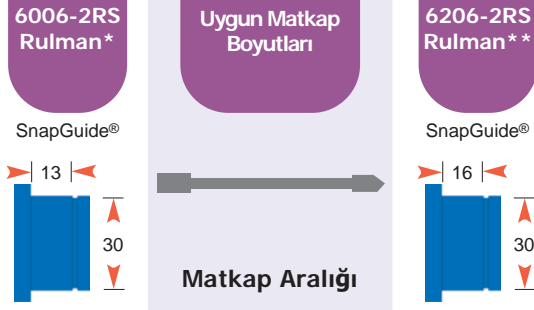 6006-2RS
Rulman*
SnapGuide®
13
30
Uygun Matkap
Boyutları
Matkap Aralığı
6206-2RS
Rulman**
SnapGuide®
16
30